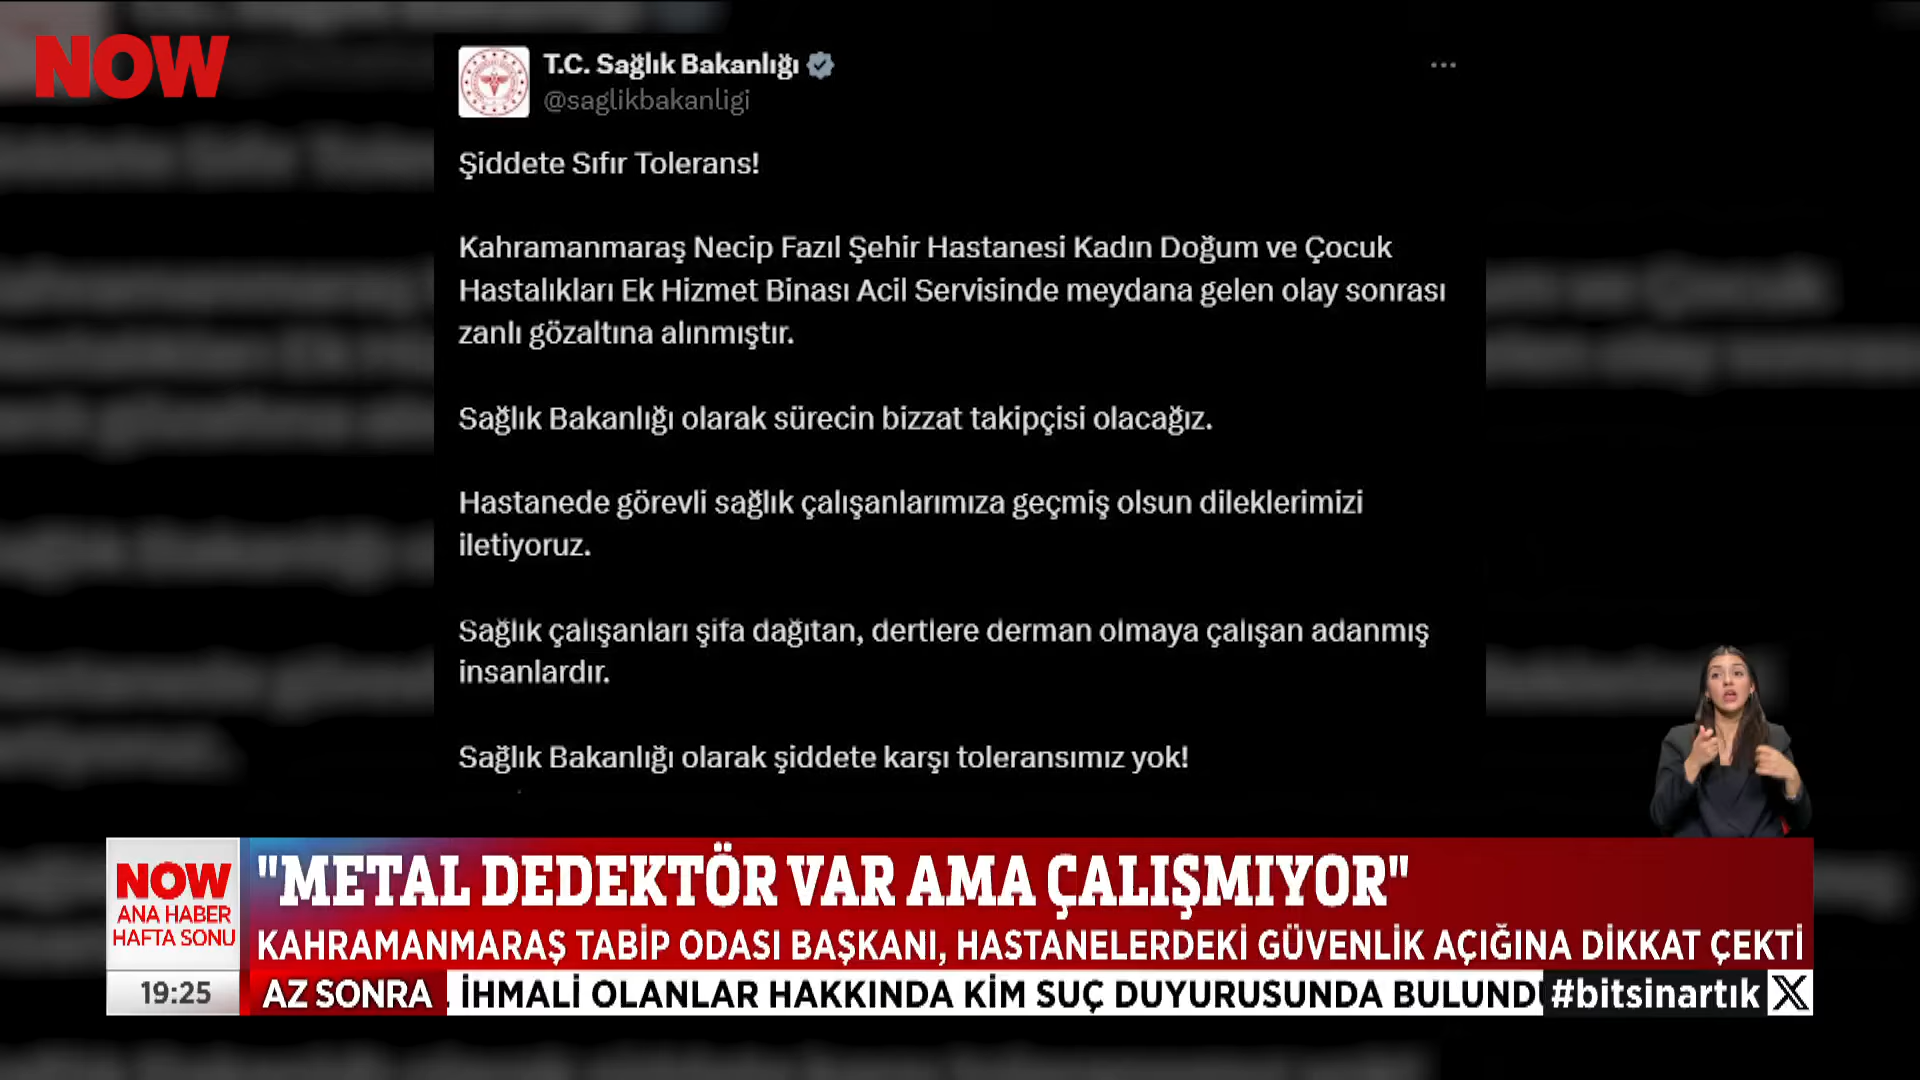 NOW
T.C. Sağlık Bakanlığı
@saglikbakanligi
Şiddete Sıfır Tolerans!
Kahramanmaraş Necip Fazıl Şehir Hastanesi Kadın Doğum ve Çocuk
Hastalıkları Ek Hizmet Binası Acil Servisinde meydana gelen olay sonrası
zanlı gözaltına alınmıştır.
Sağlık Bakanlığı olarak sürecin bizzat takipçisi olacağız.
Hastanede görevli sağlık çalışanlarımıza geçmiş olsun dileklerimizi
iletiyoruz.
Sağlık çalışanları şifa dağıtan, dertlere derman olmaya çalışan adanmış
insanlardır.
Sağlık Bakanlığı olarak şiddete karşı toleransımız yok!
NOW
ANA HABER
HAFTA SONU
"METAL DEDEKTÖR VAR AMA ÇALIŞMIYOR"
KAHRAMANMARAŞ TABİP ODASI BAŞKANI, HASTANELERDEKİ GÜVENLİK AÇIĞINA DİKKAT ÇEKTİ
19:25
AZ SONRA
İHMALİ OLANLAR HAKKINDA KİM SUÇ DUYURUSUNDA BULUND
#bitsinartık X